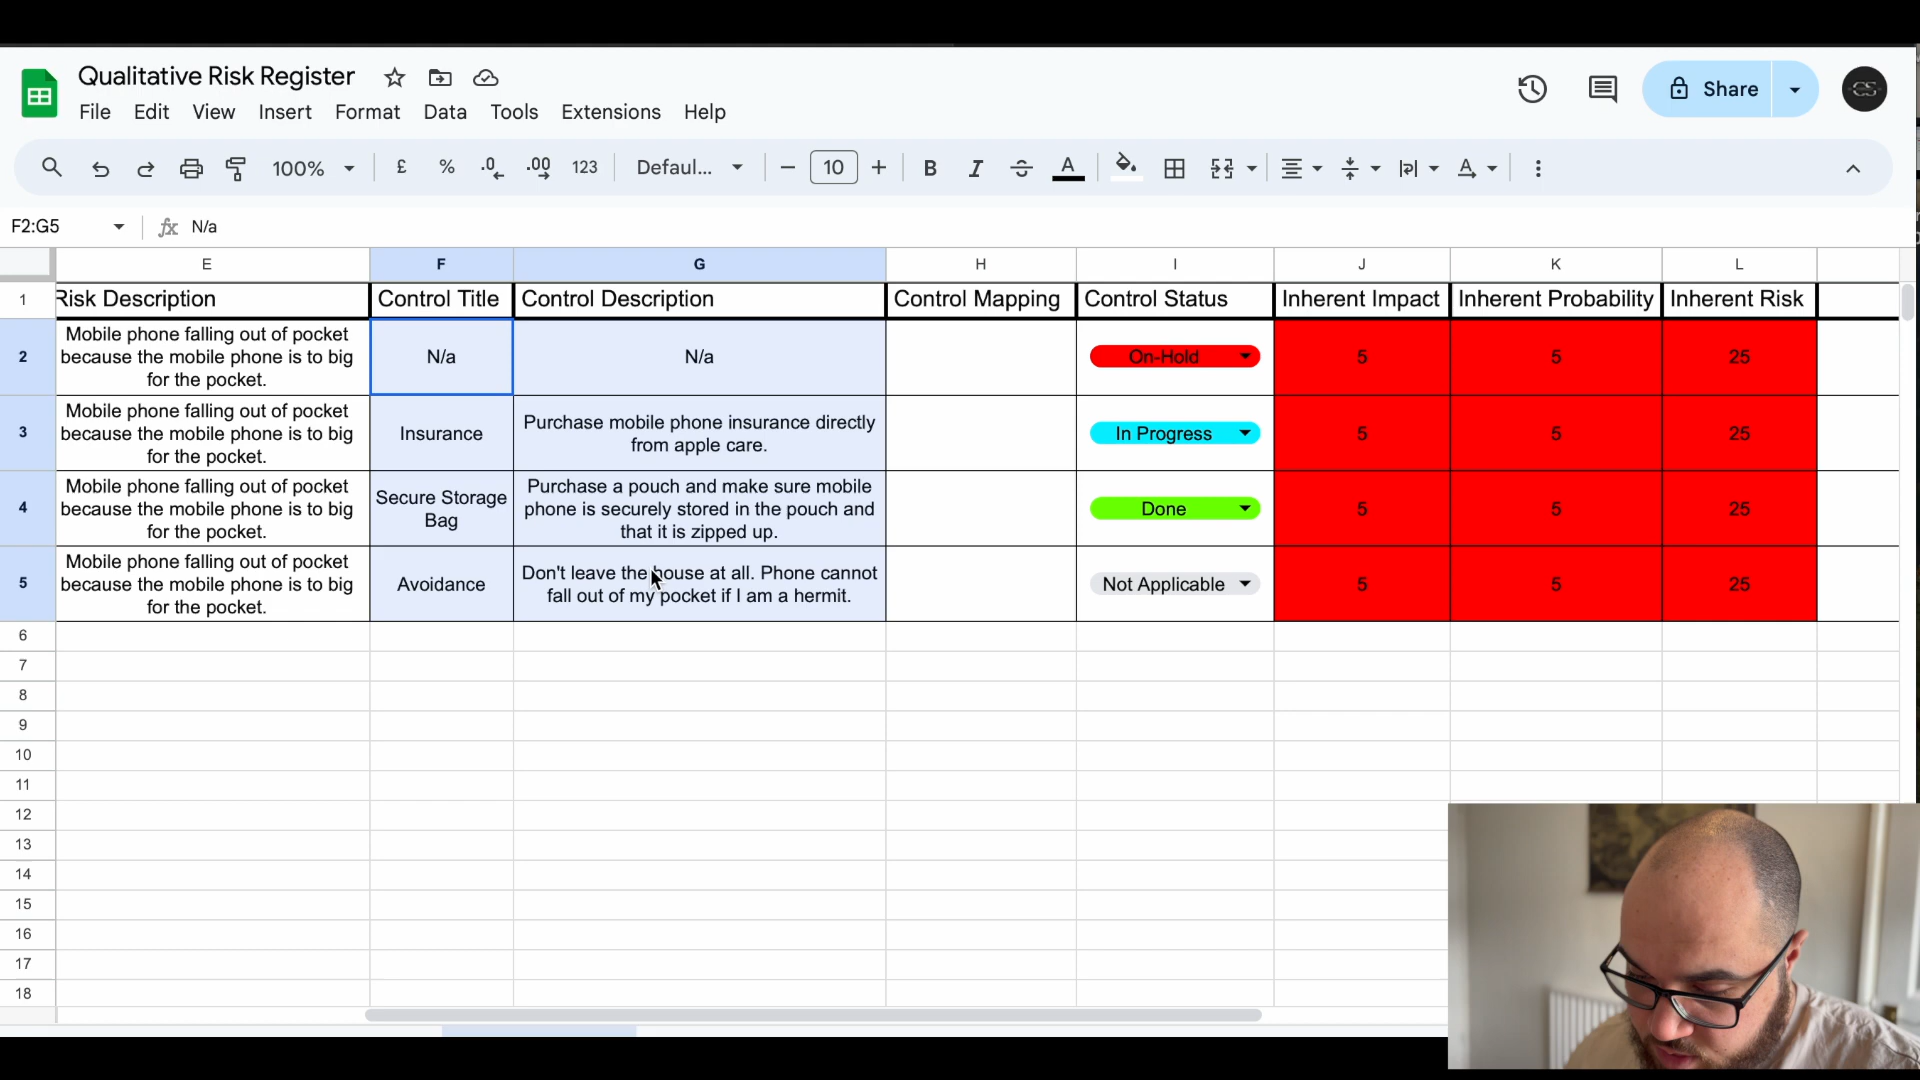 Qualitative Risk Register
File Edit View Insert Format Data Tools Extensions Help
Share
CS
100% £ % .0 .00 123 Defaul... 10 B I S A A
F2:G5 fx N/a
E F G H I J K L
1 Risk Description Control Title Control Description Control Mapping Control Status Inherent Impact Inherent Probability Inherent Risk
2
Mobile phone falling out of pocket
because the mobile phone is to big
for the pocket.
N/a
N/a
On-Hold
5
5
25
3
Mobile phone falling out of pocket
because the mobile phone is to big
for the pocket.
Insurance
Purchase mobile phone insurance directly
from apple care.
In Progress
5
5
25
4
Mobile phone falling out of pocket
because the mobile phone is to big
for the pocket.
Secure Storage
Bag
Purchase a pouch and make sure mobile
phone is securely stored in the pouch and
that it is zipped up.
Done
5
5
25
5
Mobile phone falling out of pocket
because the mobile phone is to big
for the pocket.
Avoidance
Don't leave the house at all. Phone cannot
fall out of my pocket if I am a hermit.
Not Applicable
5
5
25
6
7
8
9
10
11
12
13
14
15
16
17
18